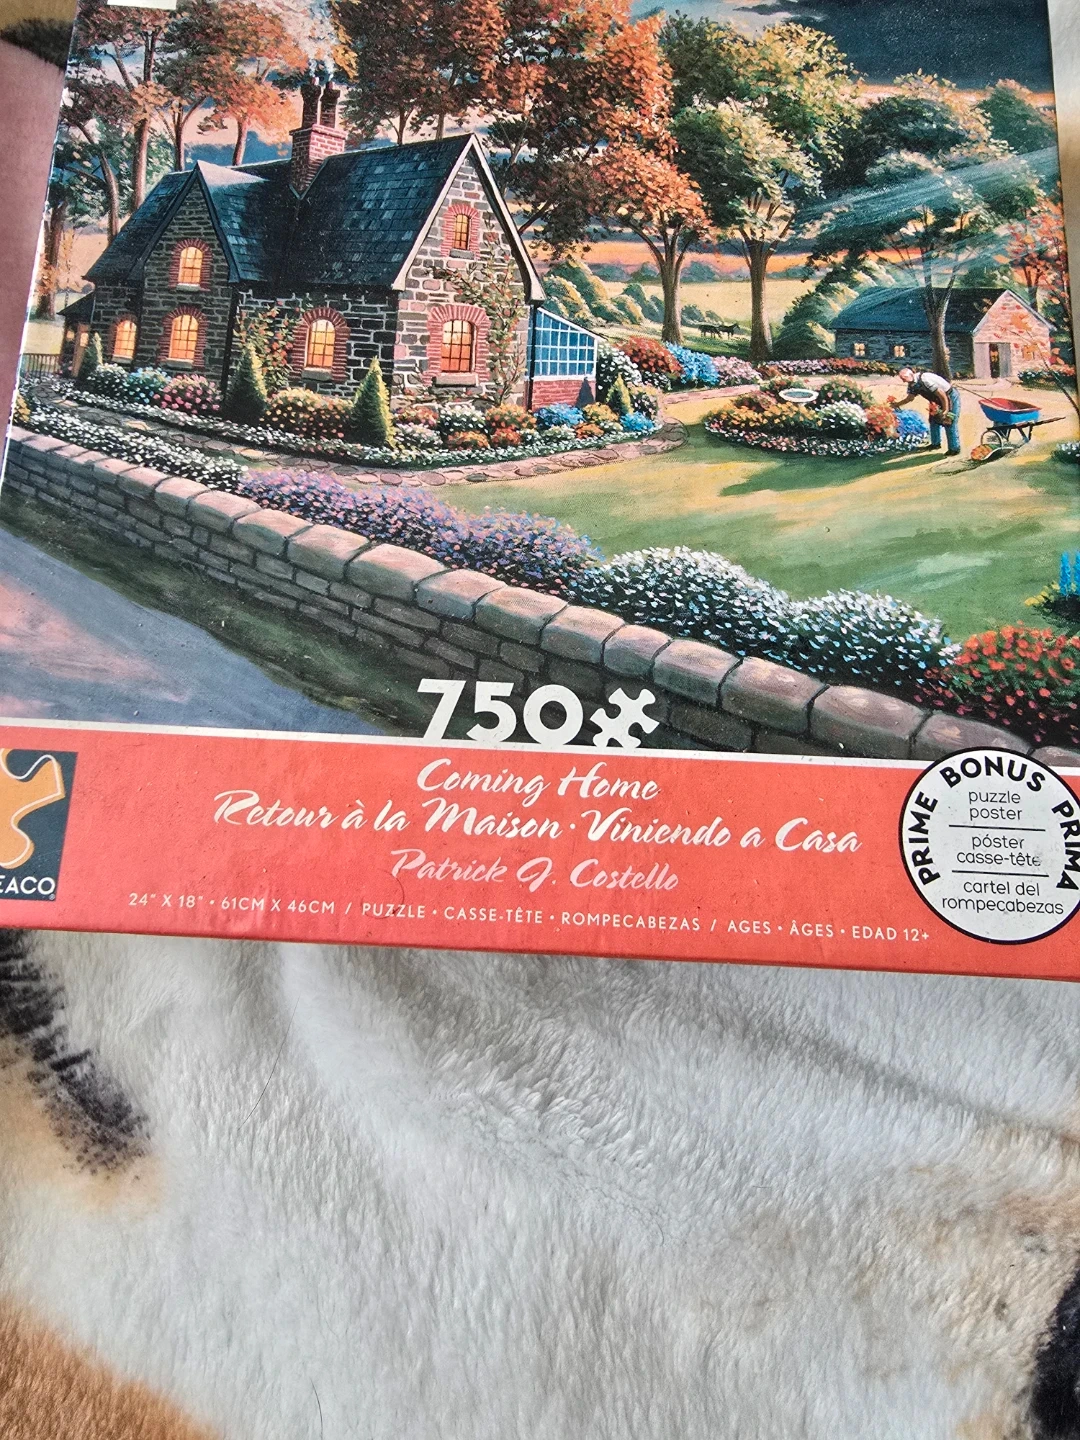 750
Coming Home
Retour à la Maison • Viniendo a Casa
Patrick J. Costello
24" X 18" • 61CM X 46CM / PUZZLE • CASSE-TÊTE • ROMPECABEZAS / AGES • ÂGES • EDAD 12+
EACO
BONUS
PRIME
PRIMA
puzzle
poster
póster
casse-tête
cartel del
rompecabezas